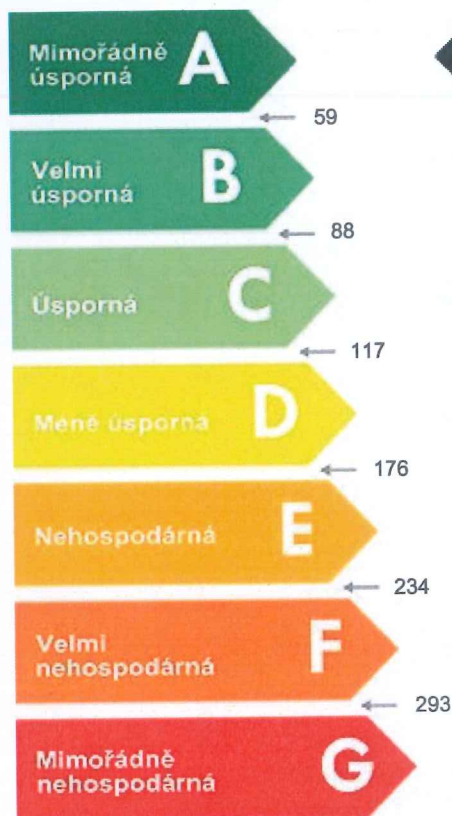 Mimořádně
úsporná
A
59
Velmi
úsporná
B
88
Úsporná
C
117
Méně úsporná
D
176
Nehospodárná
E
234
Velmi
nehospodárná
F
293
Mimořádně
nehospodárná
G